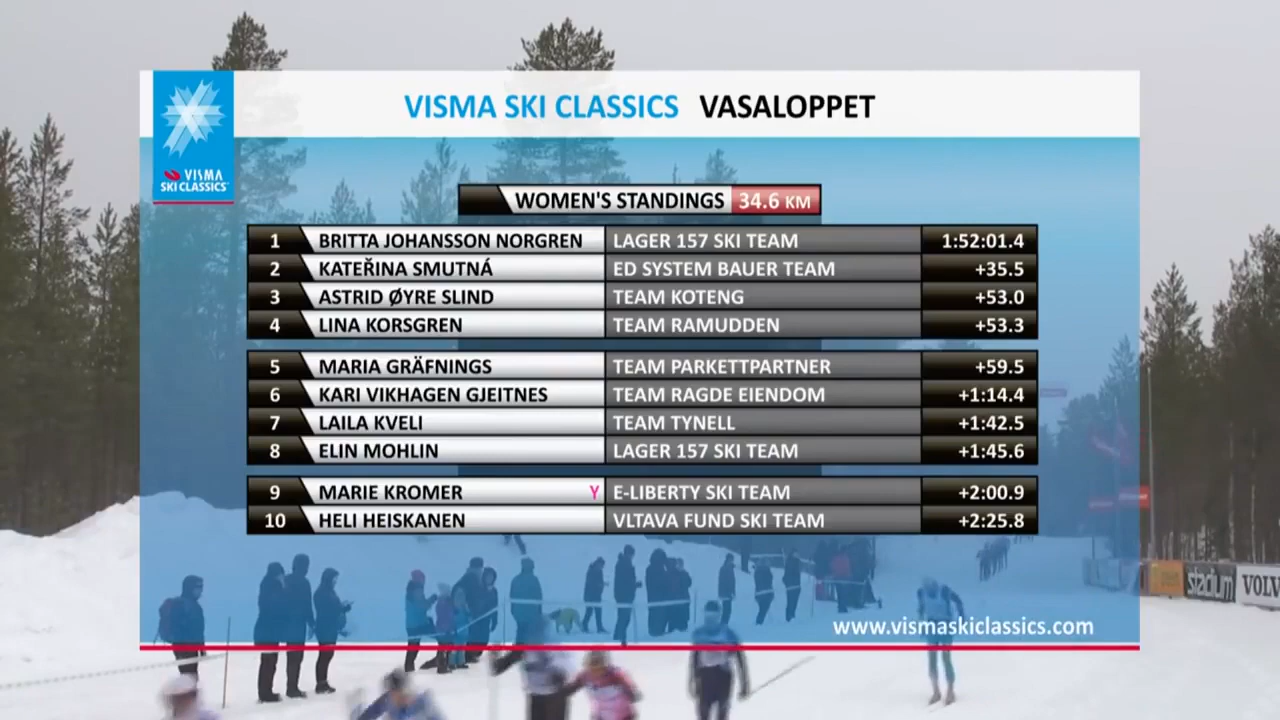 VISMA SKI CLASSICS VASALOPPET
VISMA
SKI CLASSICS
WOMEN'S STANDINGS 34.6 KM
1 BRITTA JOHANSSON NORGREN LAGER 157 SKI TEAM 1:52:01.4
2 KATEŘINA SMUTNÁ ED SYSTEM BAUER TEAM +35.5
3 ASTRID ØYRE SLIND TEAM KOTENG +53.0
4 LINA KORSGREN TEAM RAMUDDEN +53.3
5 MARIA GRÄFNINGS TEAM PARKETTPARTNER +59.5
6 KARI VIKHAGEN GJEITNES TEAM RAGDE EIENDOM +1:14.4
7 LAILA KVELI TEAM TYNELL +1:42.5
8 ELIN MOHLIN LAGER 157 SKI TEAM +1:45.6
9 MARIE KROMER Y E-LIBERTY SKI TEAM +2:00.9
10 HELI HEISKANEN VLTAVA FUND SKI TEAM +2:25.8
stadium VOLV
www.vismaskiclassics.com